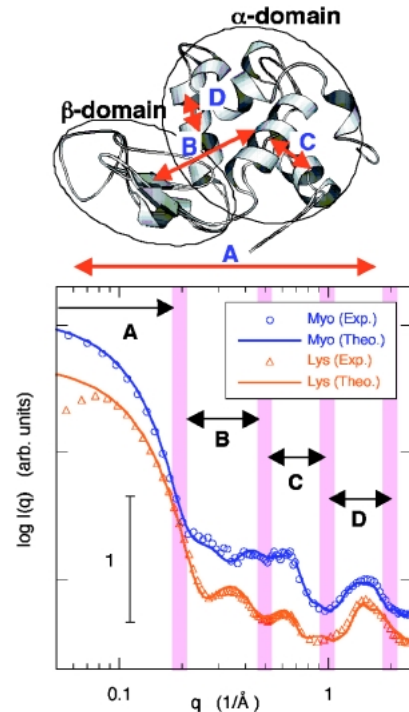 α-domain
β-domain
D
B
C
A
Myo (Exp.)
Myo (Theo.)
Lys (Exp.)
Lys (Theo.)
A
B
C
D
1
log I(q) (arb. units)
0.1
1
q (1/Å)